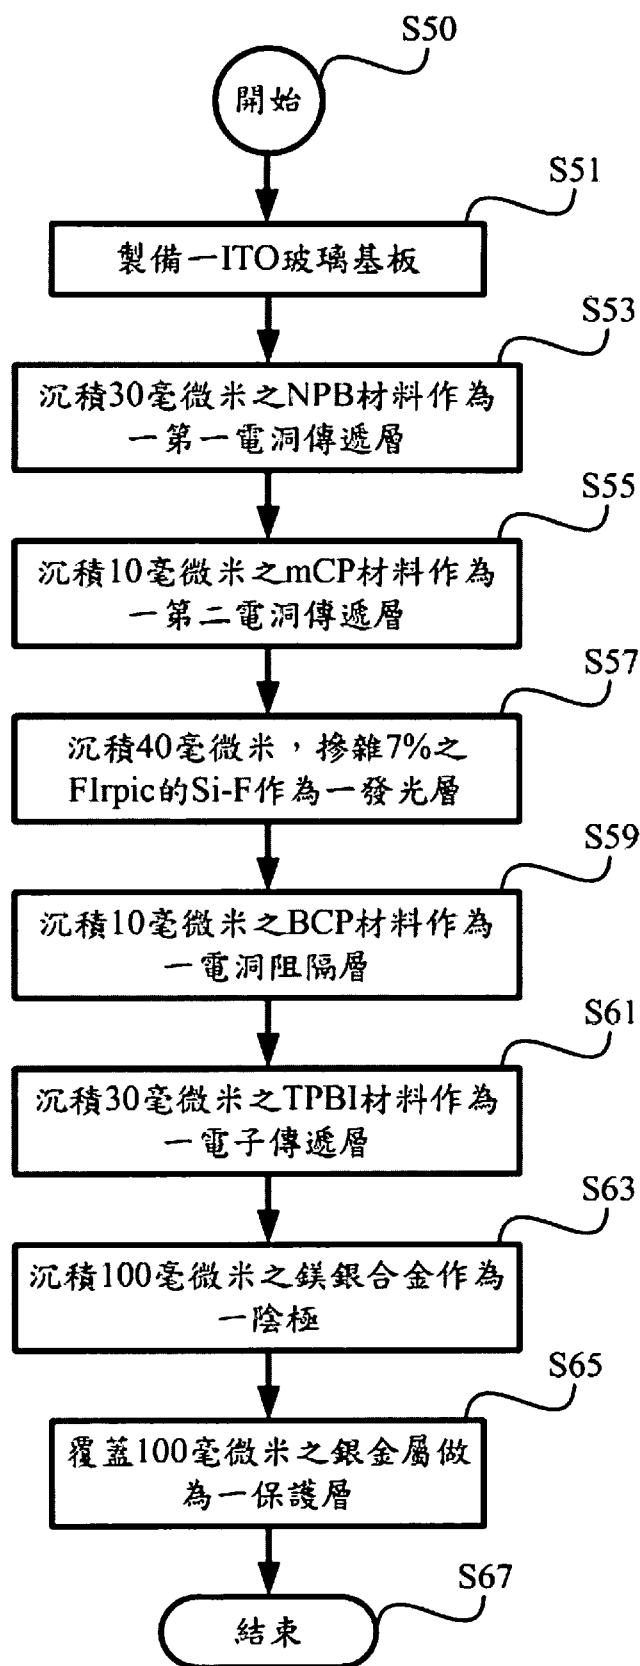 S50
開始
S51
製備一ITO玻璃基板
S53
沉積30毫微米之NPB材料作為
一第一電洞傳遞層
S55
沉積10毫微米之mCP材料作為
一第二電洞傳遞層
S57
沉積40毫微米，摻雜7%之
FIrpic的Si-F作為一發光層
S59
沉積10毫微米之BCP材料作為
一電洞阻隔層
S61
沉積30毫微米之TPBI材料作為
一電子傳遞層
S63
沉積100毫微米之鎂銀合金作為
一陰極
S65
覆蓋100毫微米之銀金屬做
為一保護層
S67
結束